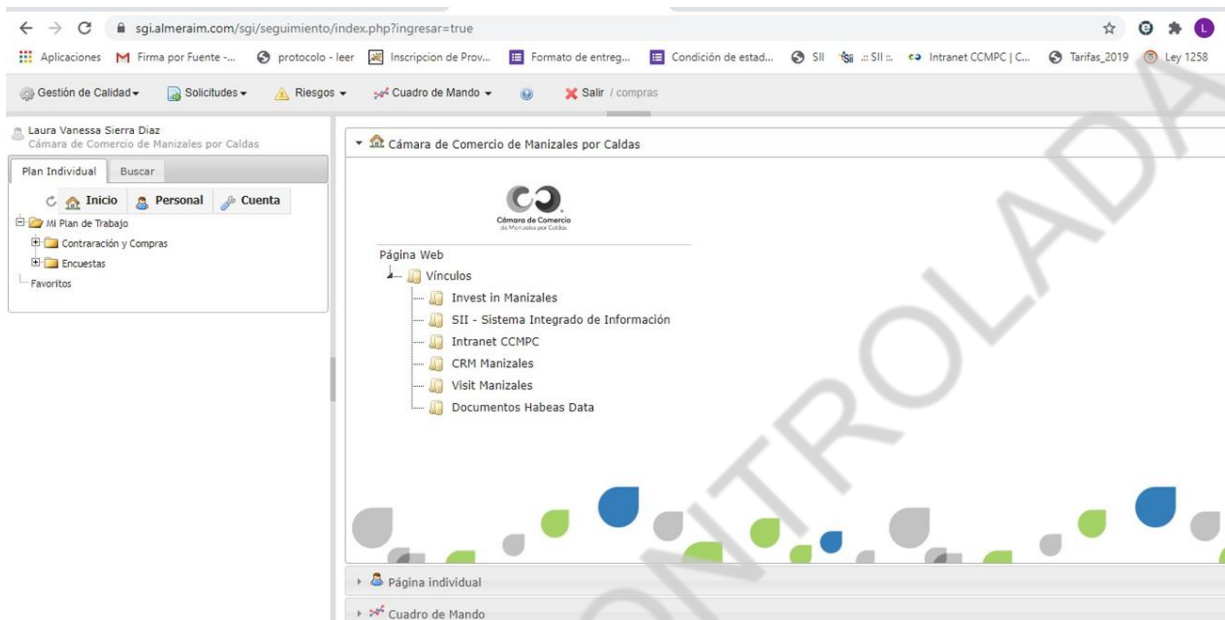 sgi.almeraim.com/sgi/seguimiento/index.php?ingresar=true
L
Aplicaciones
Firma por Fuente -...
protocolo - leer
Inscripcion de Prov...
Formato de entreg...
Condición de estad...
SII
.:: SII ::.
Intranet CCMPC | C...
Tarifas_2019
Ley 1258
Gestión de Calidad
Solicitudes
Riesgos
Cuadro de Mando
Salir / compras
Laura Vanessa Sierra Diaz
Cámara de Comercio de Manizales por Caldas
Plan Individual
Buscar
Inicio
Personal
Cuenta
Mi Plan de Trabajo
Contraración y Compras
Encuestas
Favoritos
Cámara de Comercio de Manizales por Caldas
Cámara de Comercio
de Manizales por Caldas
Página Web
Vínculos
Invest in Manizales
SII - Sistema Integrado de Información
Intranet CCMPC
CRM Manizales
Visit Manizales
Documentos Habeas Data
Página individual
Cuadro de Mando
ONTROLADA